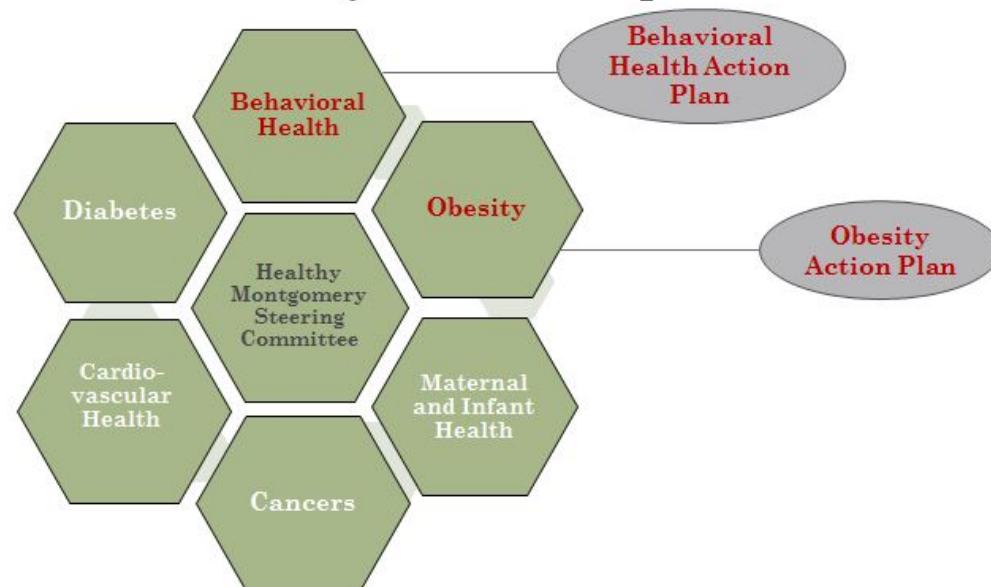 Behavioral
Health Action
Plan
Behavioral
Health
Diabetes
Obesity
Obesity
Action Plan
Healthy
Montgomery
Steering
Committee
Cardio-
vascular
Health
Maternal
and Infant
Health
Cancers